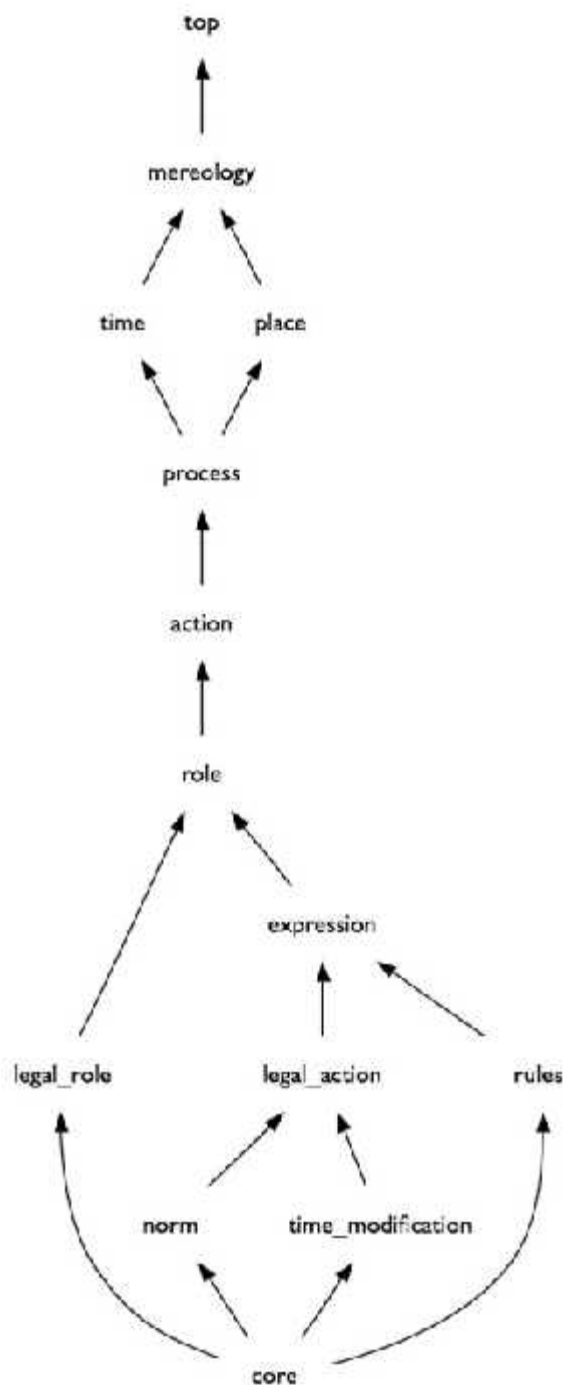 top
mereology
time place
process
action
role
expression
legal_role legal_action rules
norm time_modification
core